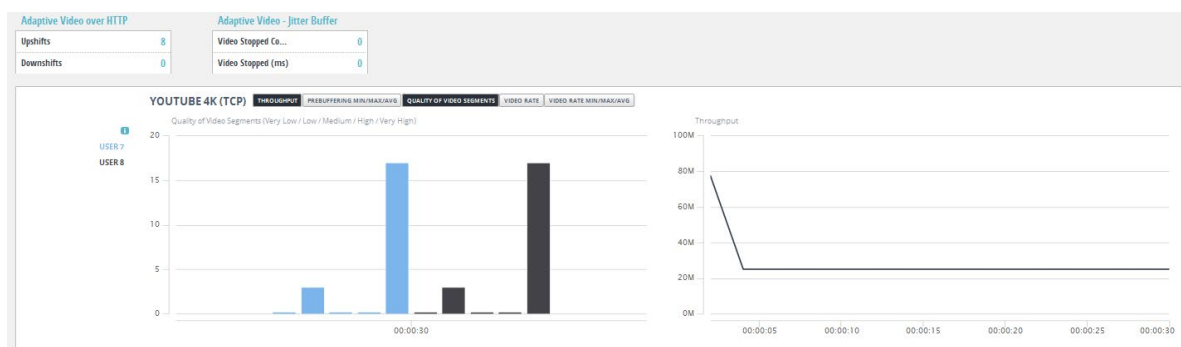 Adaptive Video over HTTP
Upshifts 8
Downshifts 0
Adaptive Video - Jitter Buffer
Video Stopped Co... 0
Video Stopped (ms) 0
YOUTUBE 4K (TCP) THROUGHPUT PREBUFFERING MIN/MAX/AVG QUALITY OF VIDEO SEGMENTS VIDEO RATE VIDEO RATE MIN/MAX/AVG
USER 7
USER 8
Quality of Video Segments (Very Low / Low / Medium / High / Very High)
20
15
10
5
0
00:00:30
Throughput
100M
80M
60M
40M
20M
0M
00:00:05 00:00:10 00:00:15 00:00:20 00:00:25 00:00:30